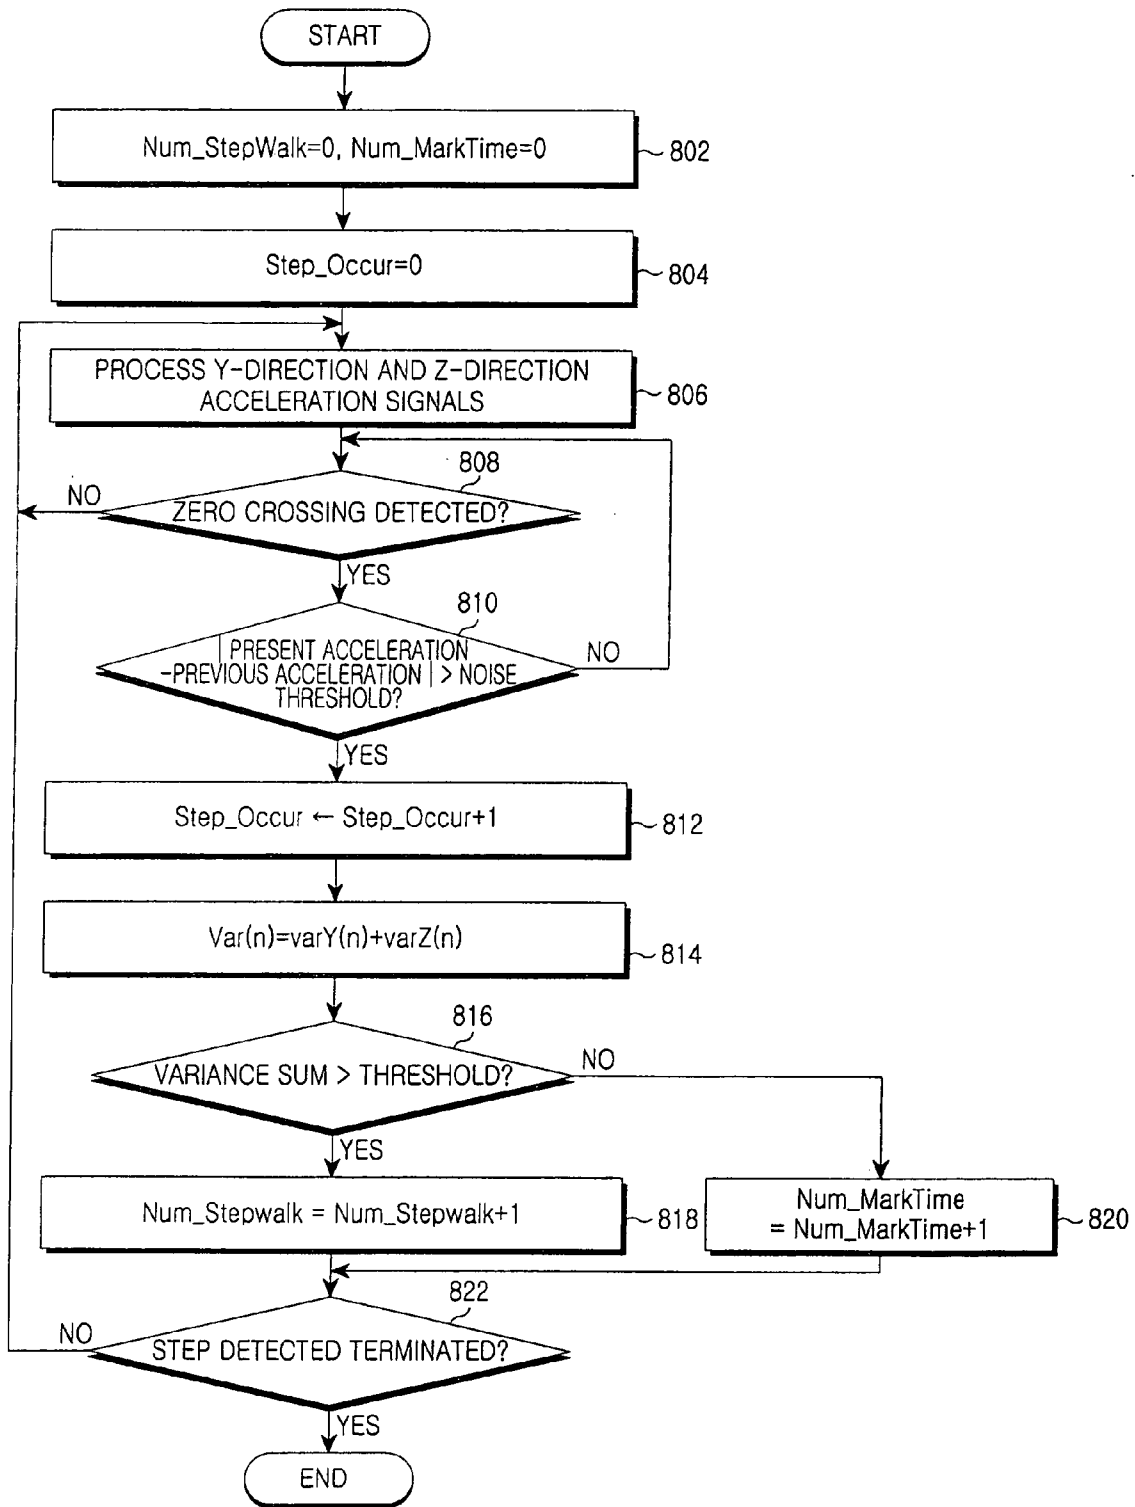 START
Num_StepWalk=0, Num_MarkTime=0
802
Step_Occur=0
804
PROCESS Y-DIRECTION AND Z-DIRECTION
ACCELERATION SIGNALS
806
808
NO
ZERO CROSSING DETECTED?
YES
810
| PRESENT ACCELERATION
-PREVIOUS ACCELERATION | > NOISE
THRESHOLD?
NO
YES
Step_Occur ← Step_Occur+1
812
Var(n)=varY(n)+varZ(n)
814
816
VARIANCE SUM > THRESHOLD?
NO
YES
Num_Stepwalk = Num_Stepwalk+1
818
Num_MarkTime
= Num_MarkTime+1
820
822
NO
STEP DETECTED TERMINATED?
YES
END